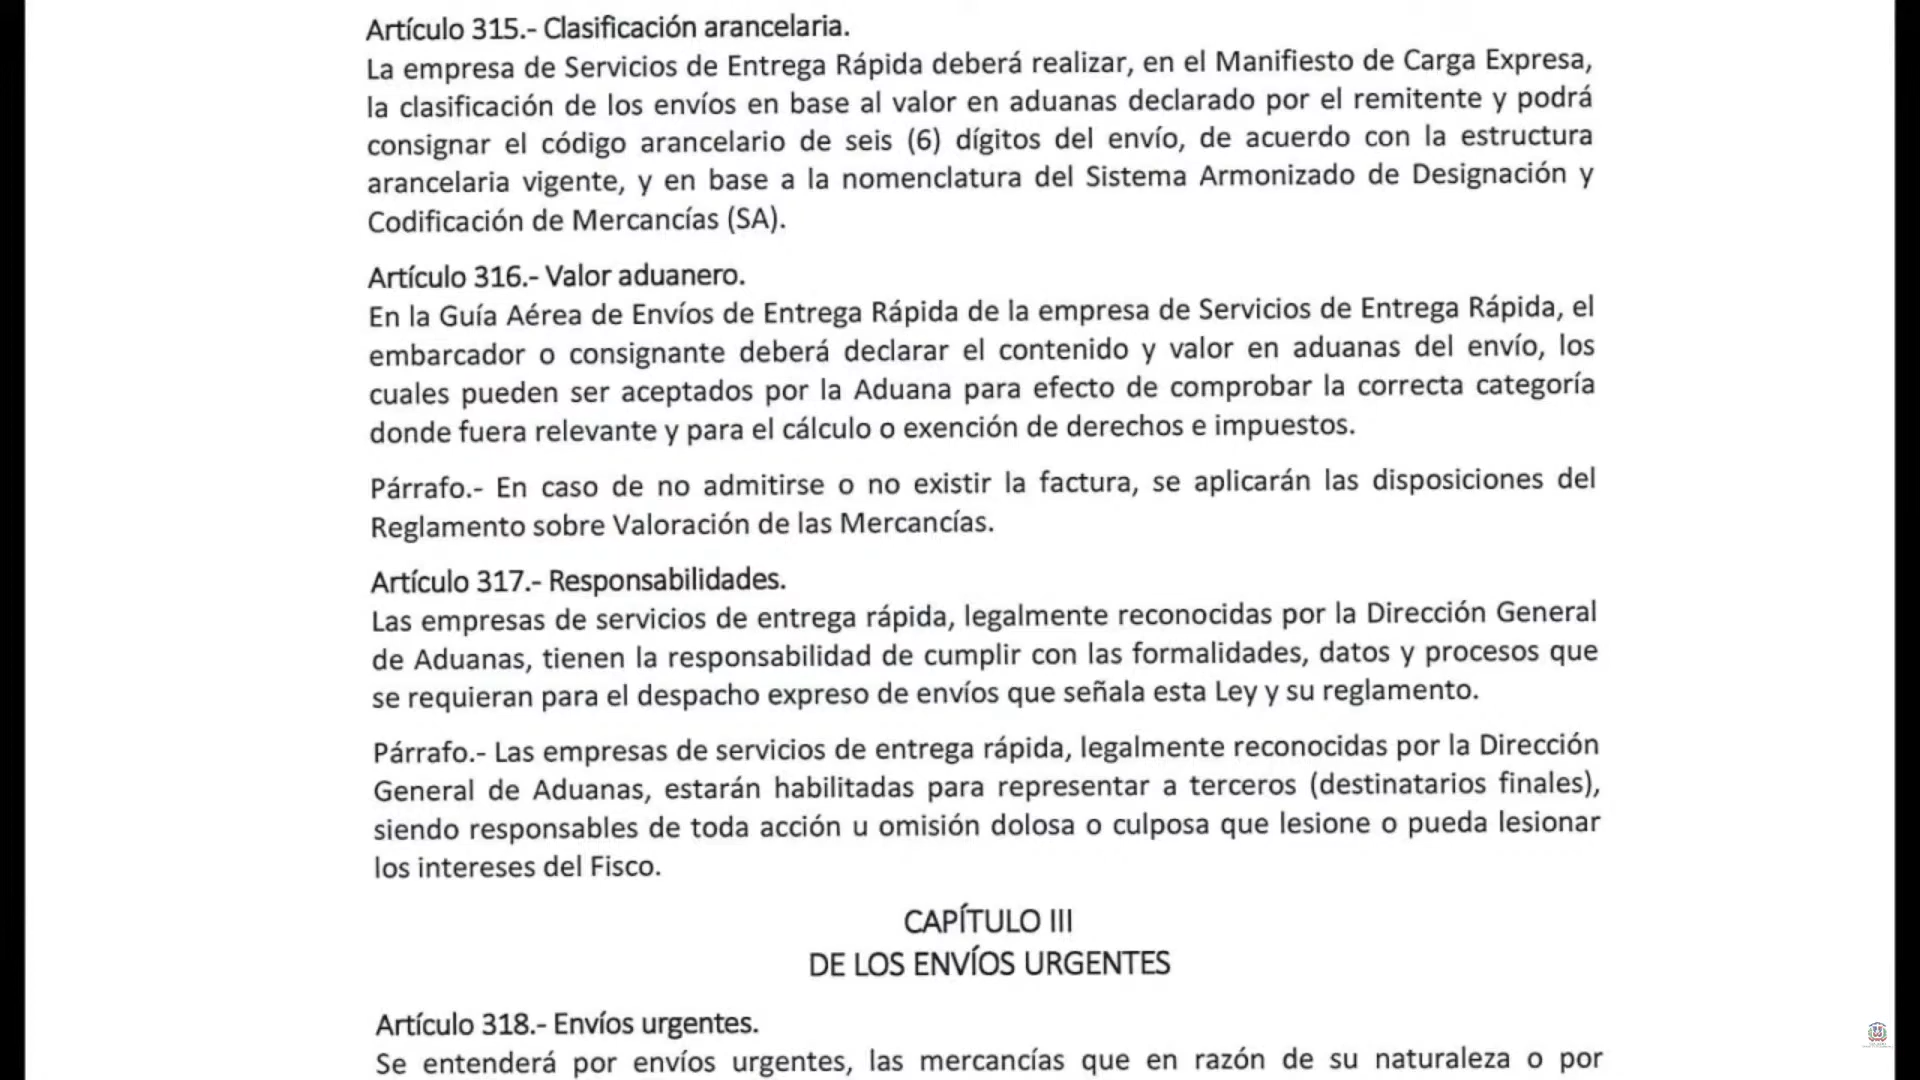 Artículo 315.- Clasificación arancelaria.
La empresa de Servicios de Entrega Rápida deberá realizar, en el Manifiesto de Carga Expresa,
la clasificación de los envíos en base al valor en aduanas declarado por el remitente y podrá
consignar el código arancelario de seis (6) dígitos del envío, de acuerdo con la estructura
arancelaria vigente, y en base a la nomenclatura del Sistema Armonizado de Designación y
Codificación de Mercancías (SA).
Artículo 316.- Valor aduanero.
En la Guía Aérea de Envíos de Entrega Rápida de la empresa de Servicios de Entrega Rápida, el
embarcador o consignante deberá declarar el contenido y valor en aduanas del envío, los
cuales pueden ser aceptados por la Aduana para efecto de comprobar la correcta categoría
donde fuera relevante y para el cálculo o exención de derechos e impuestos.
Párrafo.- En caso de no admitirse o no existir la factura, se aplicarán las disposiciones del
Reglamento sobre Valoración de las Mercancías.
Artículo 317.- Responsabilidades.
Las empresas de servicios de entrega rápida, legalmente reconocidas por la Dirección General
de Aduanas, tienen la responsabilidad de cumplir con las formalidades, datos y procesos que
se requieran para el despacho expreso de envíos que señala esta Ley y su reglamento.
Párrafo.- Las empresas de servicios de entrega rápida, legalmente reconocidas por la Dirección
General de Aduanas, estarán habilitadas para representar a terceros (destinatarios finales),
siendo responsables de toda acción u omisión dolosa o culposa que lesione o pueda lesionar
los intereses del Fisco.
CAPÍTULO III
DE LOS ENVÍOS URGENTES
Artículo 318.- Envíos urgentes.
Se entenderá por envíos urgentes, las mercancías que en razón de su naturaleza o por